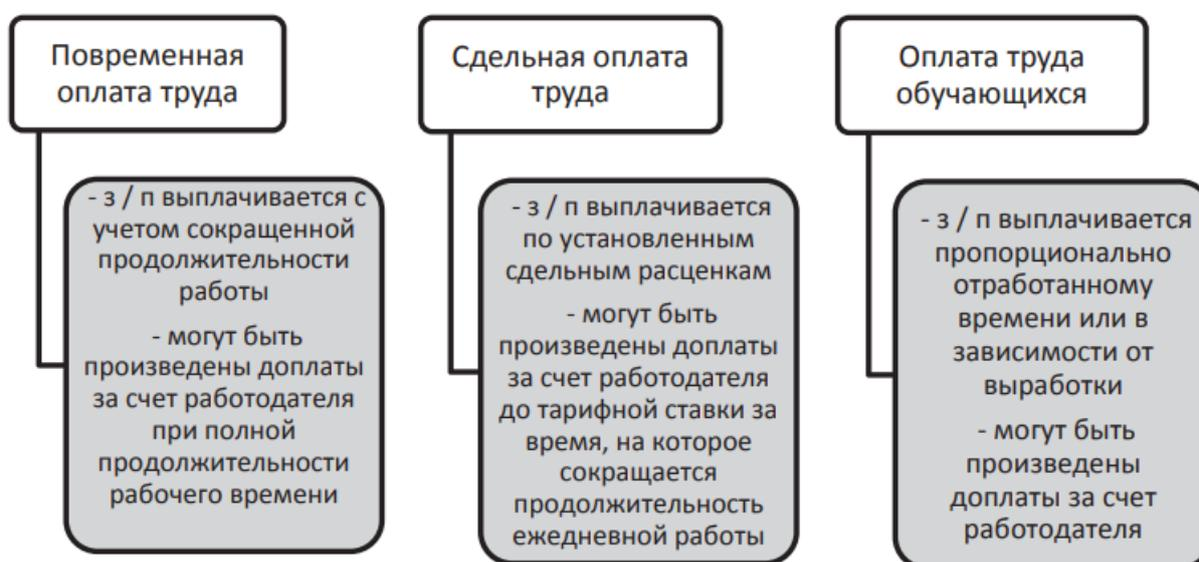 Повременная
оплата труда
- з / п выплачивается с
учетом сокращенной
продолжительности
работы
- могут быть
произведены доплаты
за счет работодателя
при полной
продолжительности
рабочего времени
Сдельная оплата
труда
- з / п выплачивается
по установленным
сдельным расценкам
- могут быть
произведены доплаты
за счет работодателя
до тарифной ставки за
время, на которое
сокращается
продолжительность
ежедневной работы
Оплата труда
обучающихся
- з / п выплачивается
пропорционально
отработанному
времени или в
зависимости от
выработки
- могут быть
произведены
доплаты за счет
работодателя